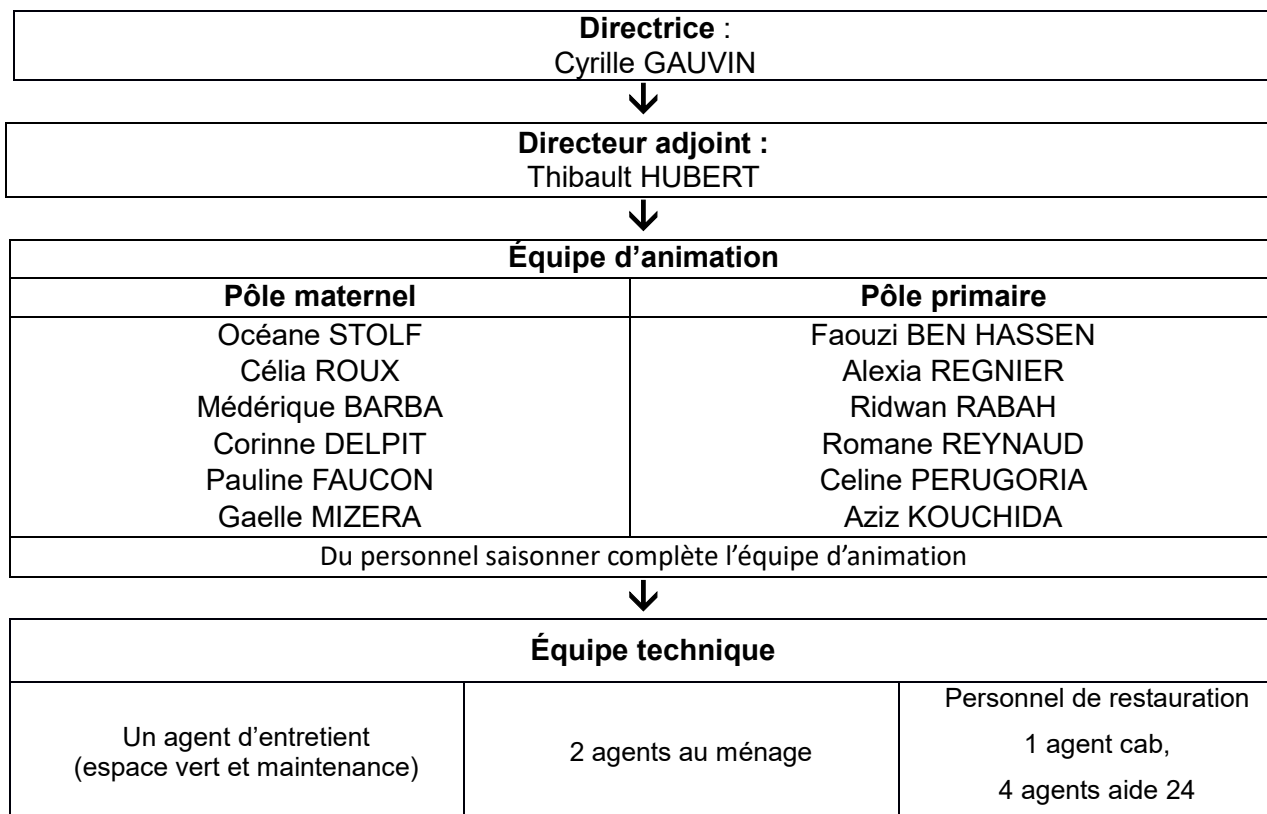 Directrice :
Cyrille GAUVIN
Directeur adjoint :
Thibault HUBERT
Équipe d’animation
Pôle maternel
Océane STOLF
Célia ROUX
Médérique BARBA
Corinne DELPIT
Pauline FAUCON
Gaelle MIZERA
Pôle primaire
Faouzi BEN HASSEN
Alexia REGNIER
Ridwan RABAH
Romane REYNAUD
Celine PERUGORIA
Aziz KOUCHIDA
Du personnel saisonner complète l’équipe d’animation
Équipe technique
Un agent d’entretient
(espace vert et maintenance)
2 agents au ménage
Personnel de restauration
1 agent cab,
4 agents aide 24